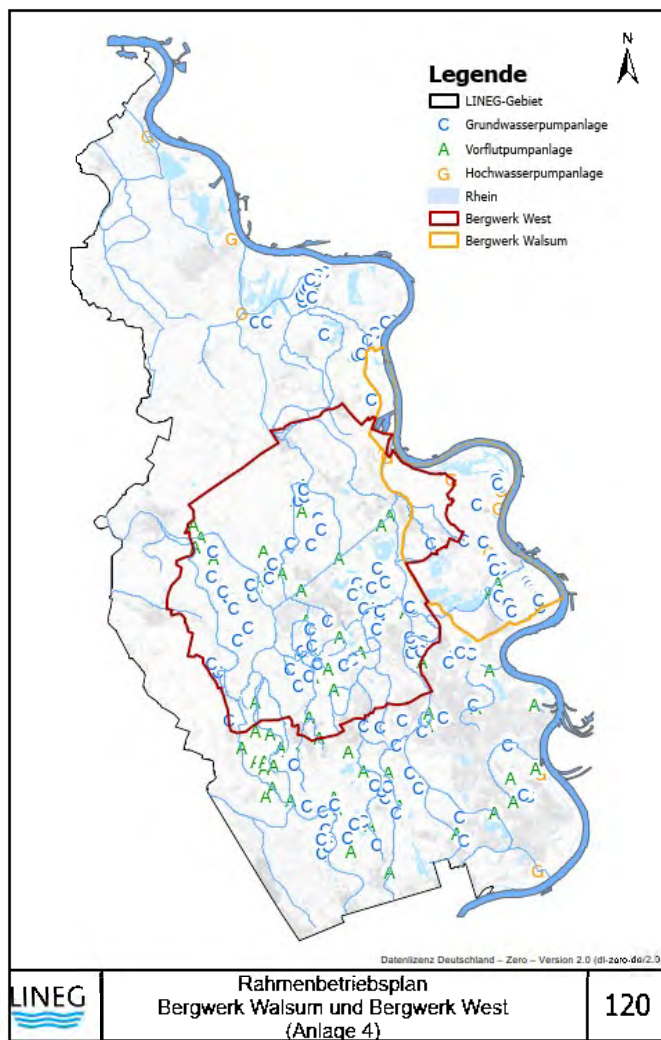 N
Legende
LINEG-Gebiet
C Grundwasserpumpanlage
A Vorflutpumpanlage
G Hochwasserpumpanlage
Rhein
Bergwerk West
Bergwerk Walsum
Datenlizenz Deutschland – Zero – Version 2.0 (dl-zero-de/2.0)
LINEG
Rahmenbetriebsplan
Bergwerk Walsum und Bergwerk West
(Anlage 4)
120